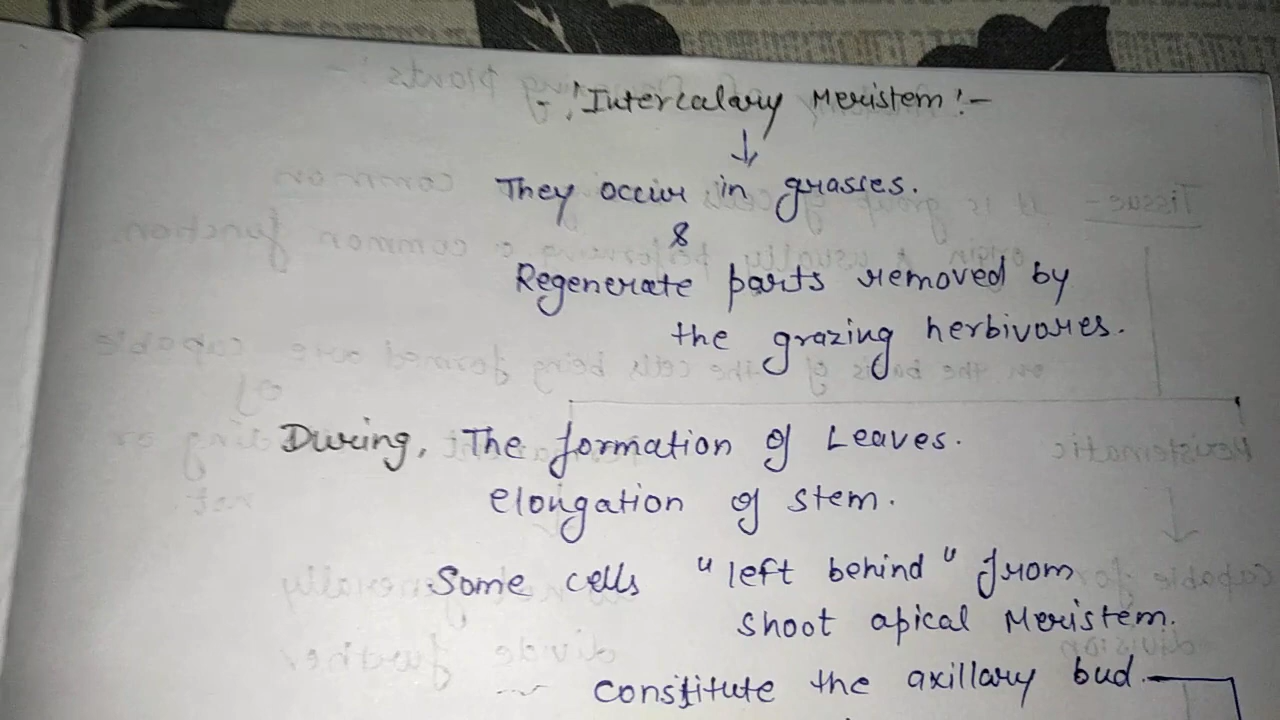 :- Intercalary Meristem :-
↓
They occur in grasses.
&
Regenerate parts removed by
the grazing herbivores.
During, The formation of Leaves.
elongation of stem.
Some cells "left behind" from
shoot apical Meristem.
constitute the axillary bud.